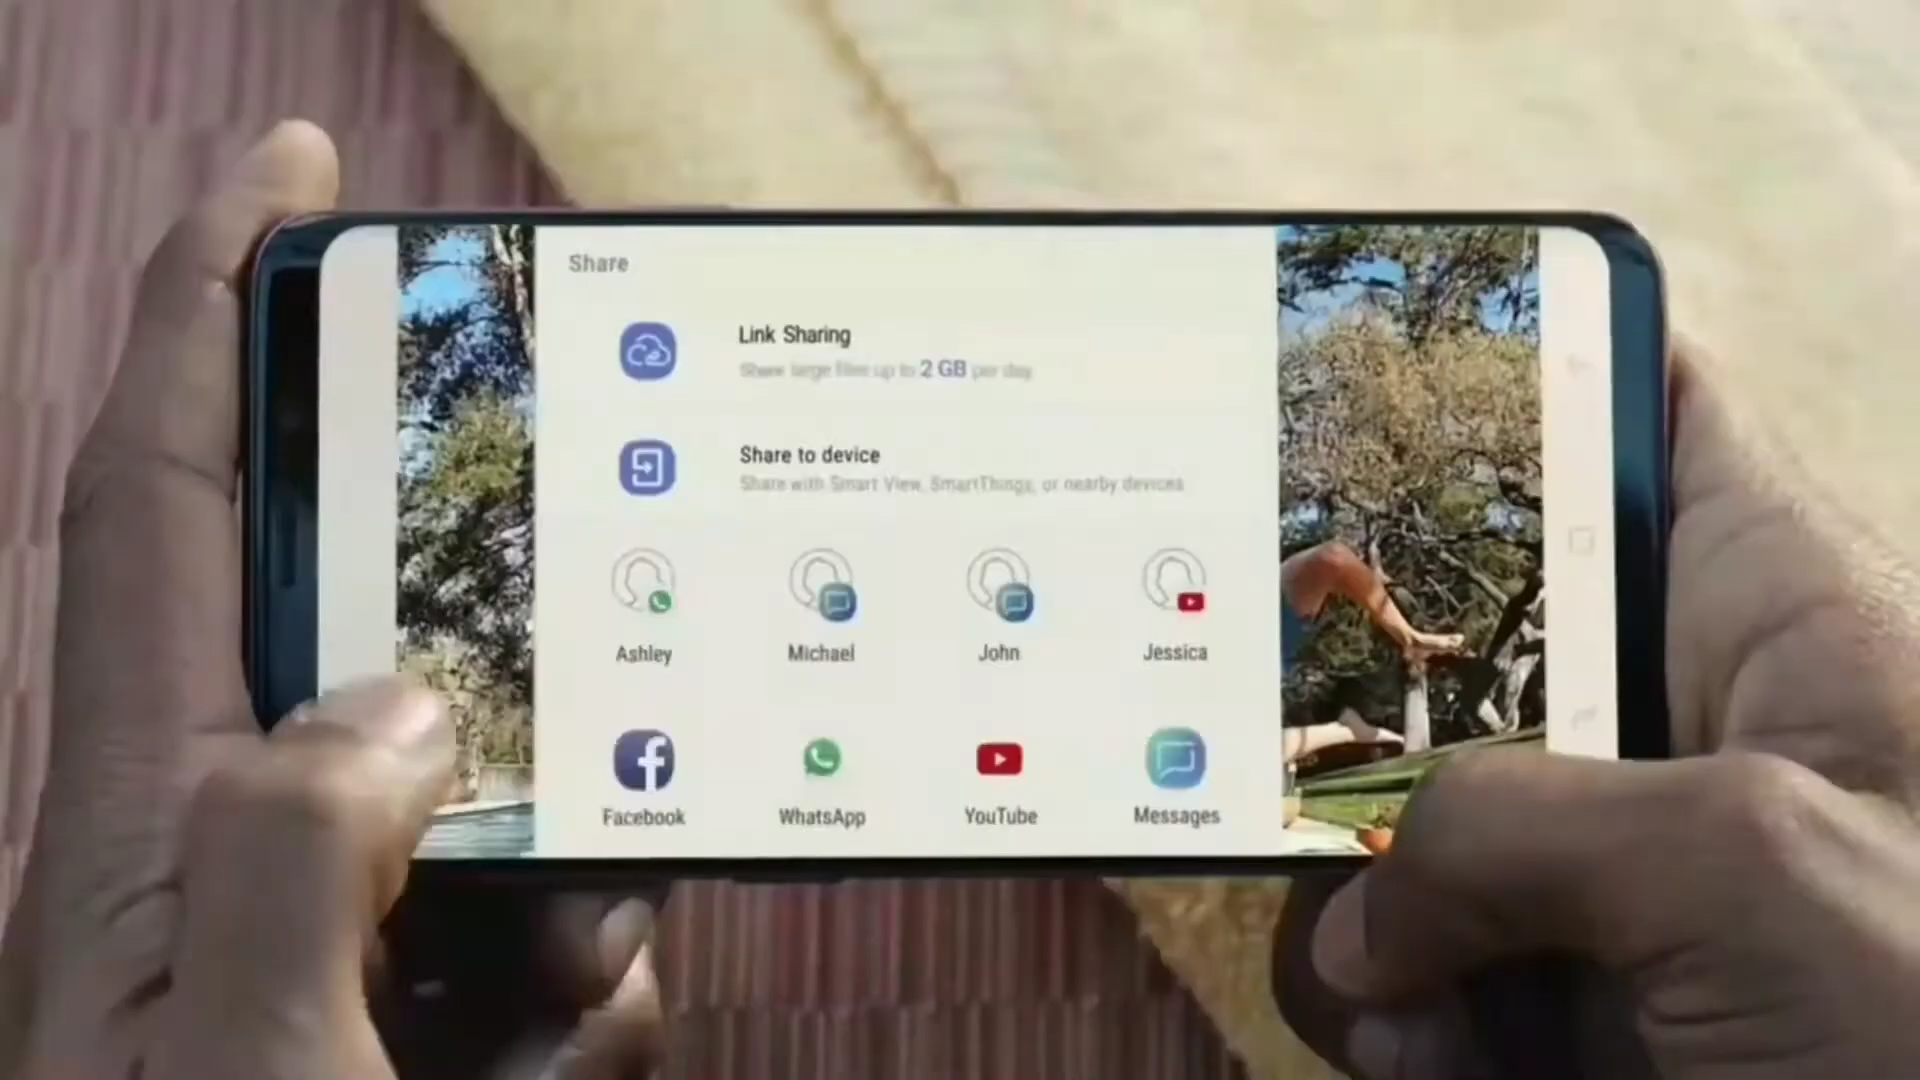 Share
Link Sharing
Share large files up to 2 GB per day
Share to device
Share with Smart View, SmartThings, or nearby devices
Ashley
Michael
John
Jessica
Facebook
WhatsApp
YouTube
Messages